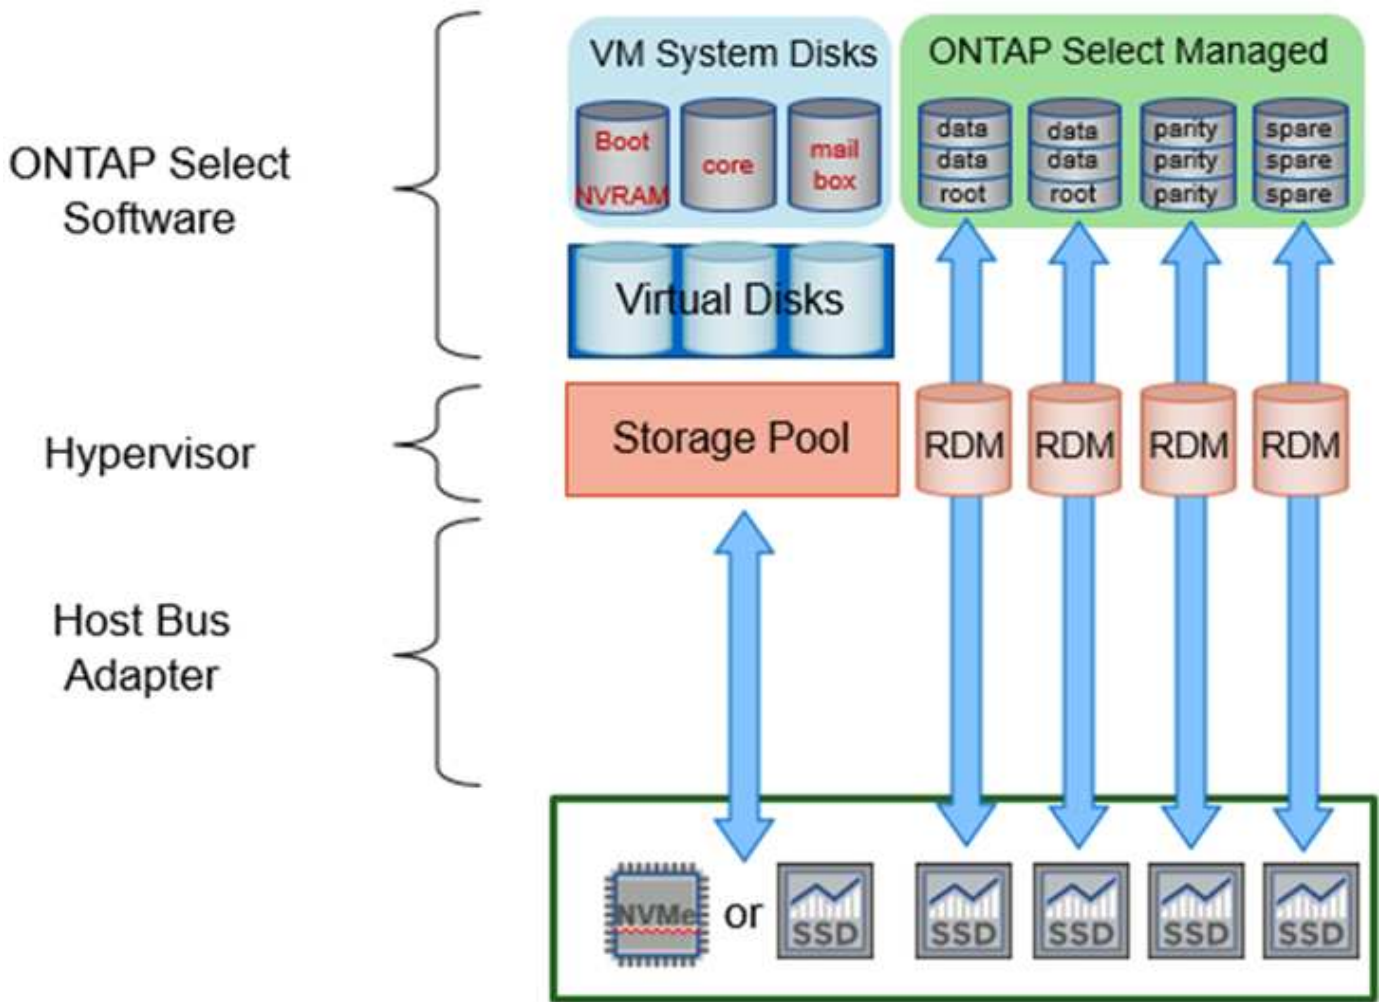 VM System Disks
ONTAP Select Managed
Boot
NVRAM
core
mail
box
data
data
root
data
data
root
parity
parity
parity
spare
spare
spare
ONTAP Select
Software
Virtual Disks
Hypervisor
Storage Pool
RDM
RDM
RDM
RDM
Host Bus
Adapter
NVMe
or
SSD
SSD
SSD
SSD
SSD